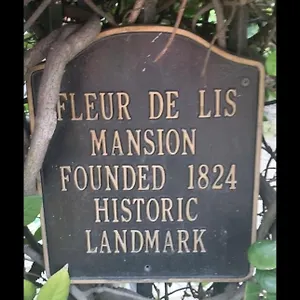 FLEUR DE LIS
MANSION
FOUNDED 1824
HISTORIC
LANDMARK